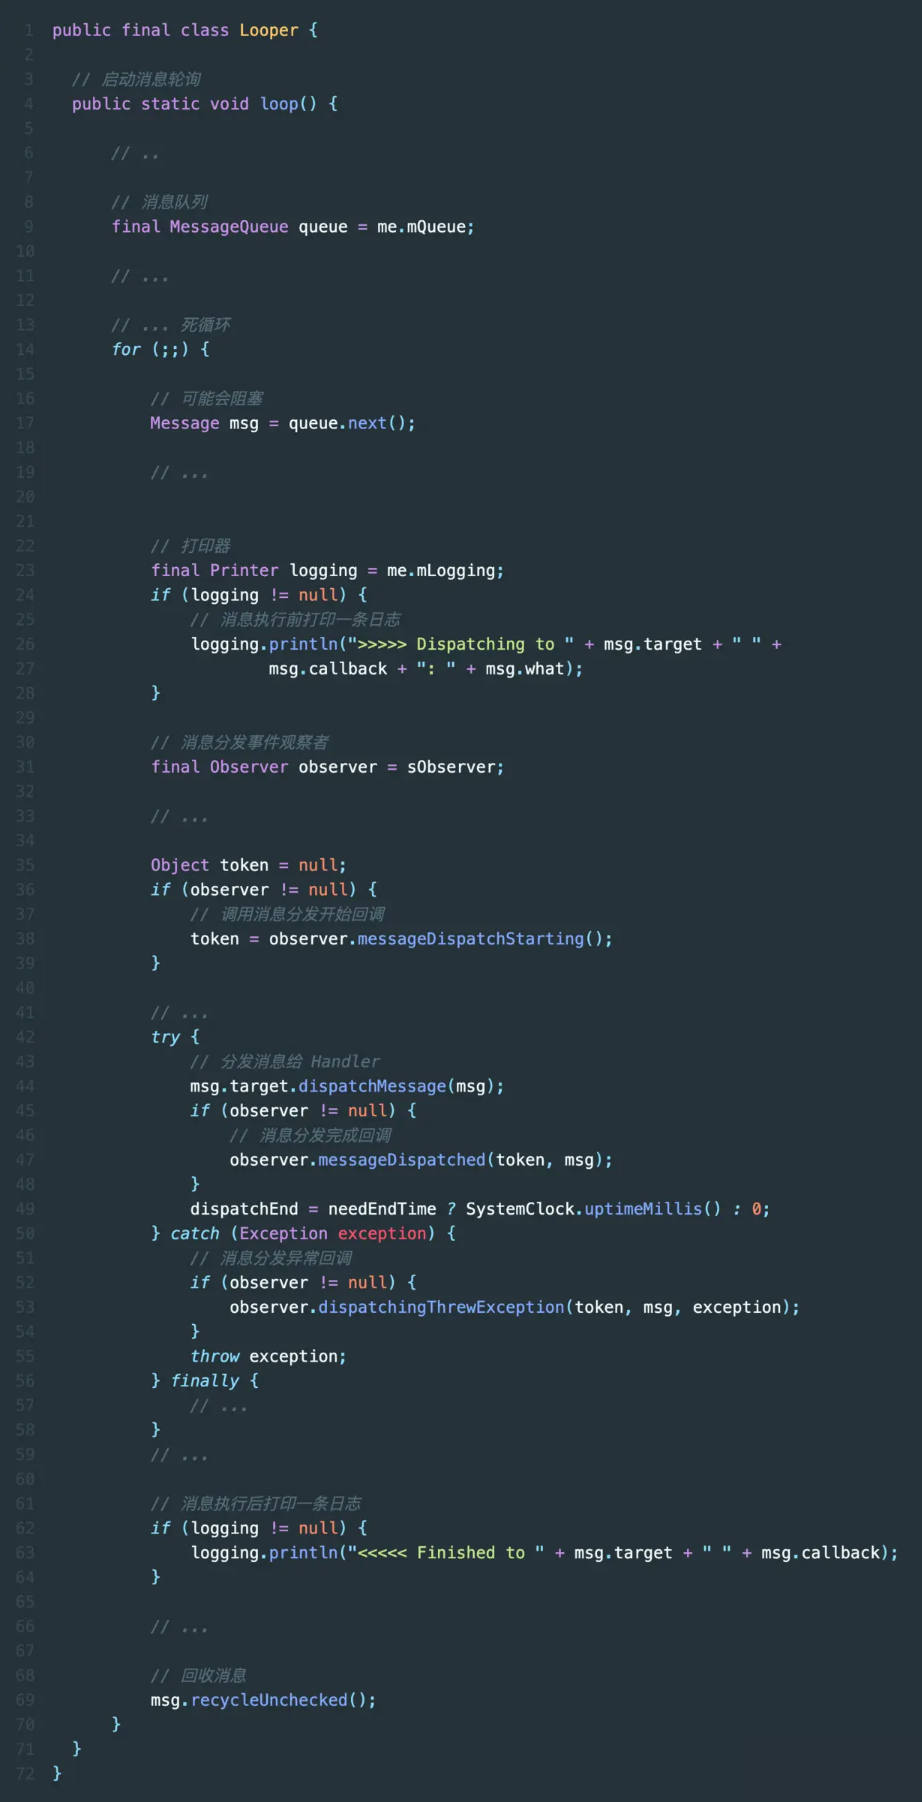 1 public final class Looper {
2
3 // 启动消息轮询
4 public static void loop() {
5
6 // ..
7
8 // 消息队列
9 final MessageQueue queue = me.mQueue;
10
11 // ...
12
13 // ... 死循环
14 for (;;) {
15
16 // 可能会阻塞
17 Message msg = queue.next();
18
19 // ...
20
21
22 // 打印器
23 final Printer logging = me.mLogging;
24 if (logging != null) {
25 // 消息执行前打印一条日志
26 logging.println(">>>>> Dispatching to " + msg.target + " " +
27 msg.callback + ": " + msg.what);
28 }
29
30 // 消息分发事件观察者
31 final Observer observer = sObserver;
32
33 // ...
34
35 Object token = null;
36 if (observer != null) {
37 // 调用消息分发开始回调
38 token = observer.messageDispatchStarting();
39 }
40
41 // ...
42 try {
43 // 分发消息给 Handler
44 msg.target.dispatchMessage(msg);
45 if (observer != null) {
46 // 消息分发完成回调
47 observer.messageDispatched(token, msg);
48 }
49 dispatchEnd = needEndTime ? SystemClock.uptimeMillis() : 0;
50 } catch (Exception exception) {
51 // 消息分发异常回调
52 if (observer != null) {
53 observer.dispatchingThrewException(token, msg, exception);
54 }
55 throw exception;
56 } finally {
57 // ...
58 }
59 // ...
60
61 // 消息执行后打印一条日志
62 if (logging != null) {
63 logging.println("<<<<< Finished to " + msg.target + " " + msg.callback);
64 }
65
66 // ...
67
68 // 回收消息
69 msg.recycleUnchecked();
70 }
71 }
72 }